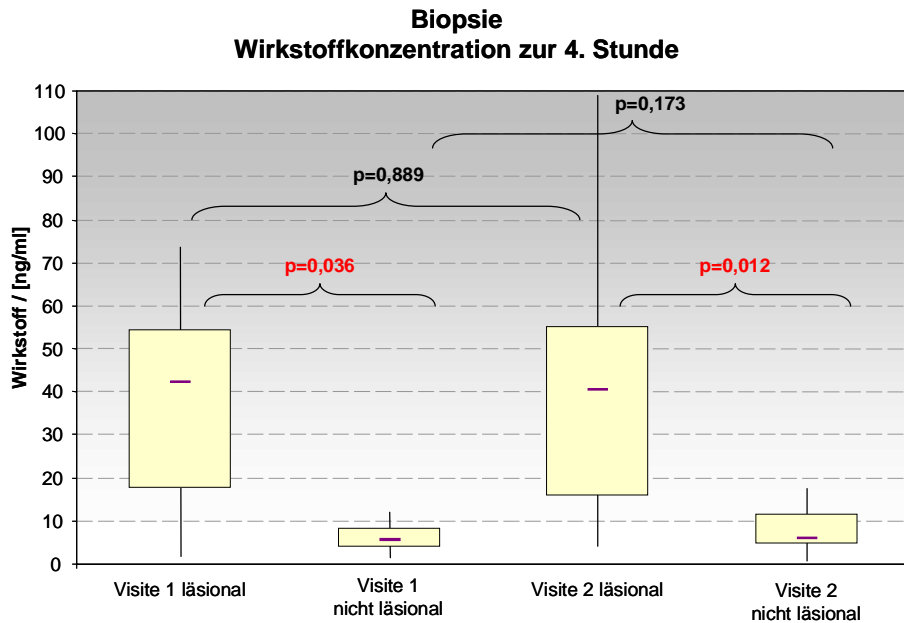 Biopsie
Wirkstoffkonzentration zur 4. Stunde
Wirkstoff / [ng/ml]
110
100
90
80
70
60
50
40
30
20
10
0
p=0,173
p=0,889
p=0,036
p=0,012
Visite 1 läsional
Visite 1
nicht läsional
Visite 2 läsional
Visite 2
nicht läsional